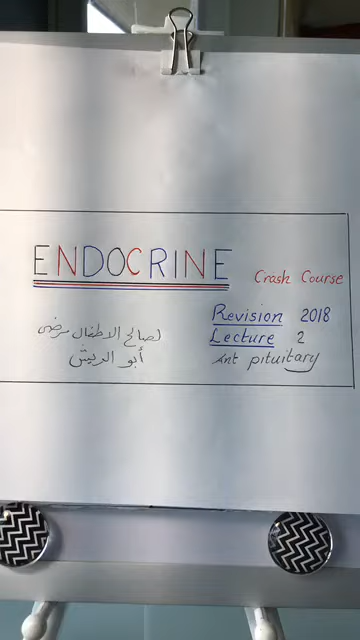 ENDOCRINE Crash Course
Revision 2018
Lecture 2
Ant pituitary
لصالح الاطفال مرضى
أبو الريش